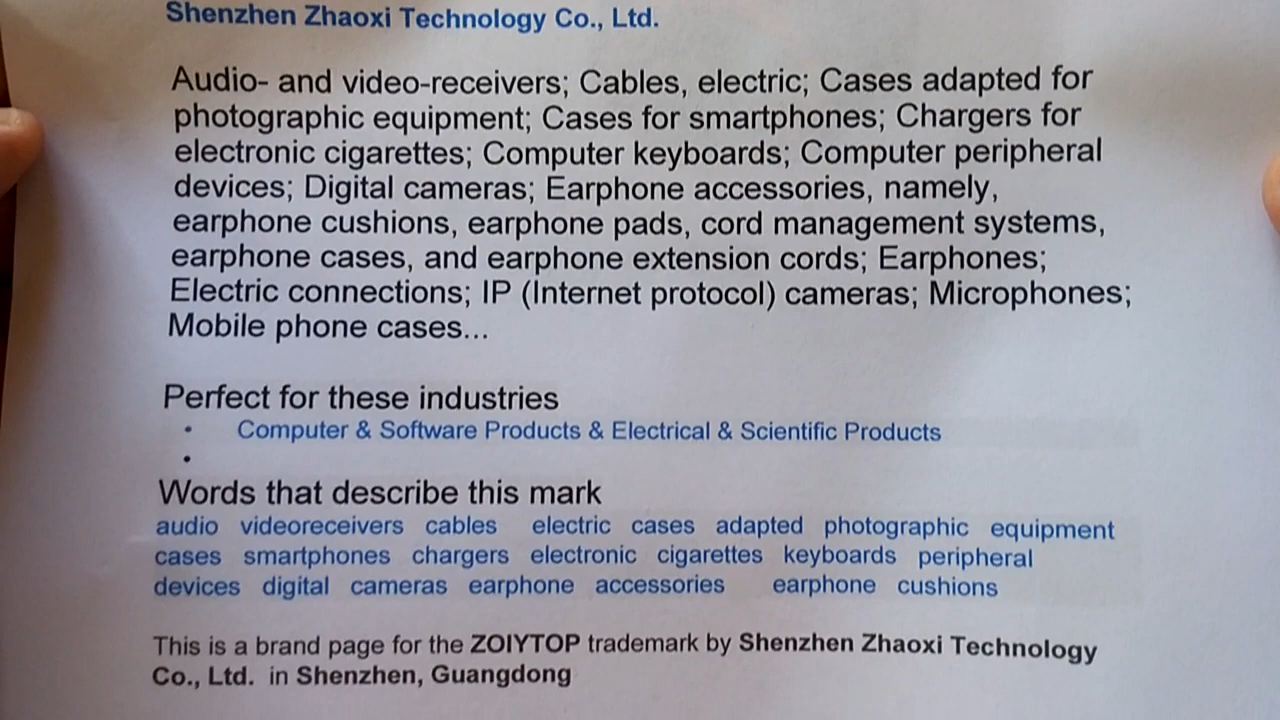 Shenzhen Zhaoxi Technology Co., Ltd.
Audio- and video-receivers; Cables, electric; Cases adapted for
photographic equipment; Cases for smartphones; Chargers for
electronic cigarettes; Computer keyboards; Computer peripheral
devices; Digital cameras; Earphone accessories, namely,
earphone cushions, earphone pads, cord management systems,
earphone cases, and earphone extension cords; Earphones;
Electric connections; IP (Internet protocol) cameras; Microphones;
Mobile phone cases...
Perfect for these industries
• Computer & Software Products & Electrical & Scientific Products
•
Words that describe this mark
audio videoreceivers cables electric cases adapted photographic equipment
cases smartphones chargers electronic cigarettes keyboards peripheral
devices digital cameras earphone accessories earphone cushions
This is a brand page for the ZOIYTOP trademark by Shenzhen Zhaoxi Technology
Co., Ltd. in Shenzhen, Guangdong